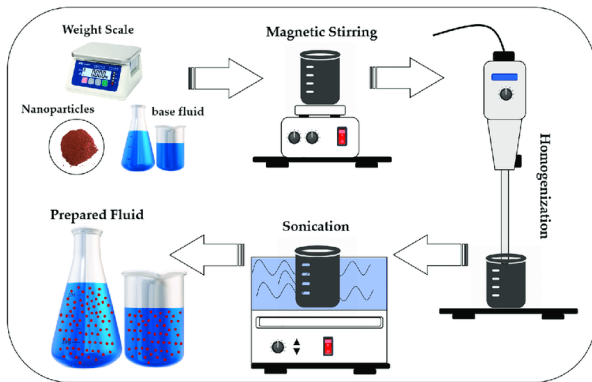 Weight Scale
Magnetic Stirring
Nanoparticles
base fluid
Homogenization
Prepared Fluid
Sonication